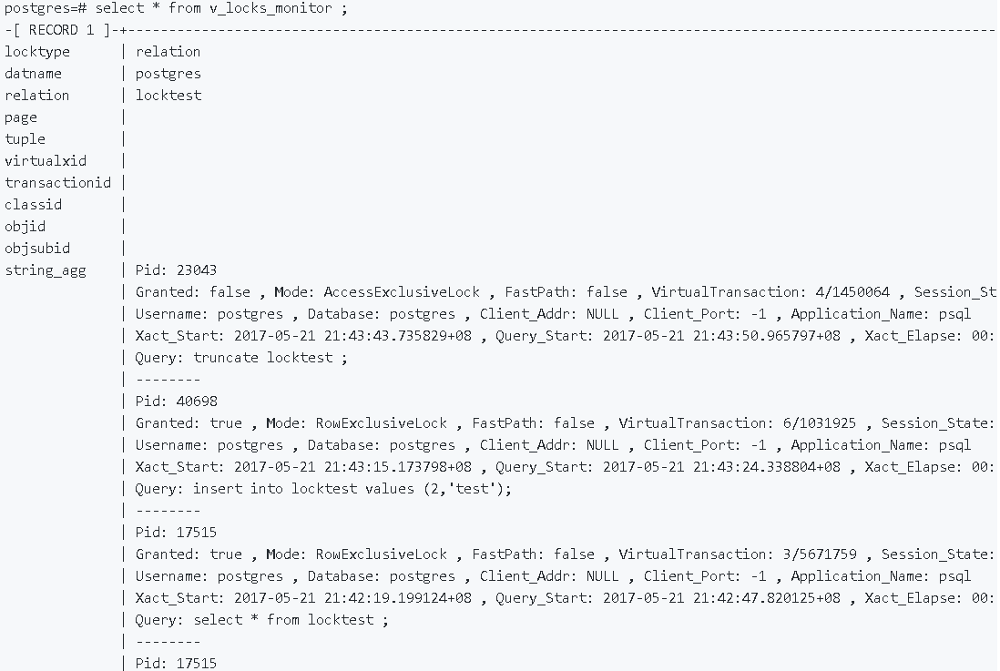 postgres=# select * from v_locks_monitor ;
-[ RECORD 1 ]-+----------------------------------------------------------------------------------------------------------
locktype      | relation
datname       | postgres
relation      | locktest
page          |
tuple         |
virtualxid    |
transactionid |
classid       |
objid         |
objsubid      |
string_agg    | Pid: 23043
              | Granted: false , Mode: AccessExclusiveLock , FastPath: false , VirtualTransaction: 4/1450064 , Session_St
              | Username: postgres , Database: postgres , Client_Addr: NULL , Client_Port: -1 , Application_Name: psql
              | Xact_Start: 2017-05-21 21:43:43.735829+08 , Query_Start: 2017-05-21 21:43:50.965797+08 , Xact_Elapse: 00:
              | Query: truncate locktest ;
              | --------
              | Pid: 40698
              | Granted: true , Mode: RowExclusiveLock , FastPath: false , VirtualTransaction: 6/1031925 , Session_State:
              | Username: postgres , Database: postgres , Client_Addr: NULL , Client_Port: -1 , Application_Name: psql
              | Xact_Start: 2017-05-21 21:43:15.173798+08 , Query_Start: 2017-05-21 21:43:24.338804+08 , Xact_Elapse: 00:
              | Query: insert into locktest values (2,'test');
              | --------
              | Pid: 17515
              | Granted: true , Mode: RowExclusiveLock , FastPath: false , VirtualTransaction: 3/5671759 , Session_State:
              | Username: postgres , Database: postgres , Client_Addr: NULL , Client_Port: -1 , Application_Name: psql
              | Xact_Start: 2017-05-21 21:42:19.199124+08 , Query_Start: 2017-05-21 21:42:47.820125+08 , Xact_Elapse: 00:
              | Query: select * from locktest ;
              | --------
              | Pid: 17515